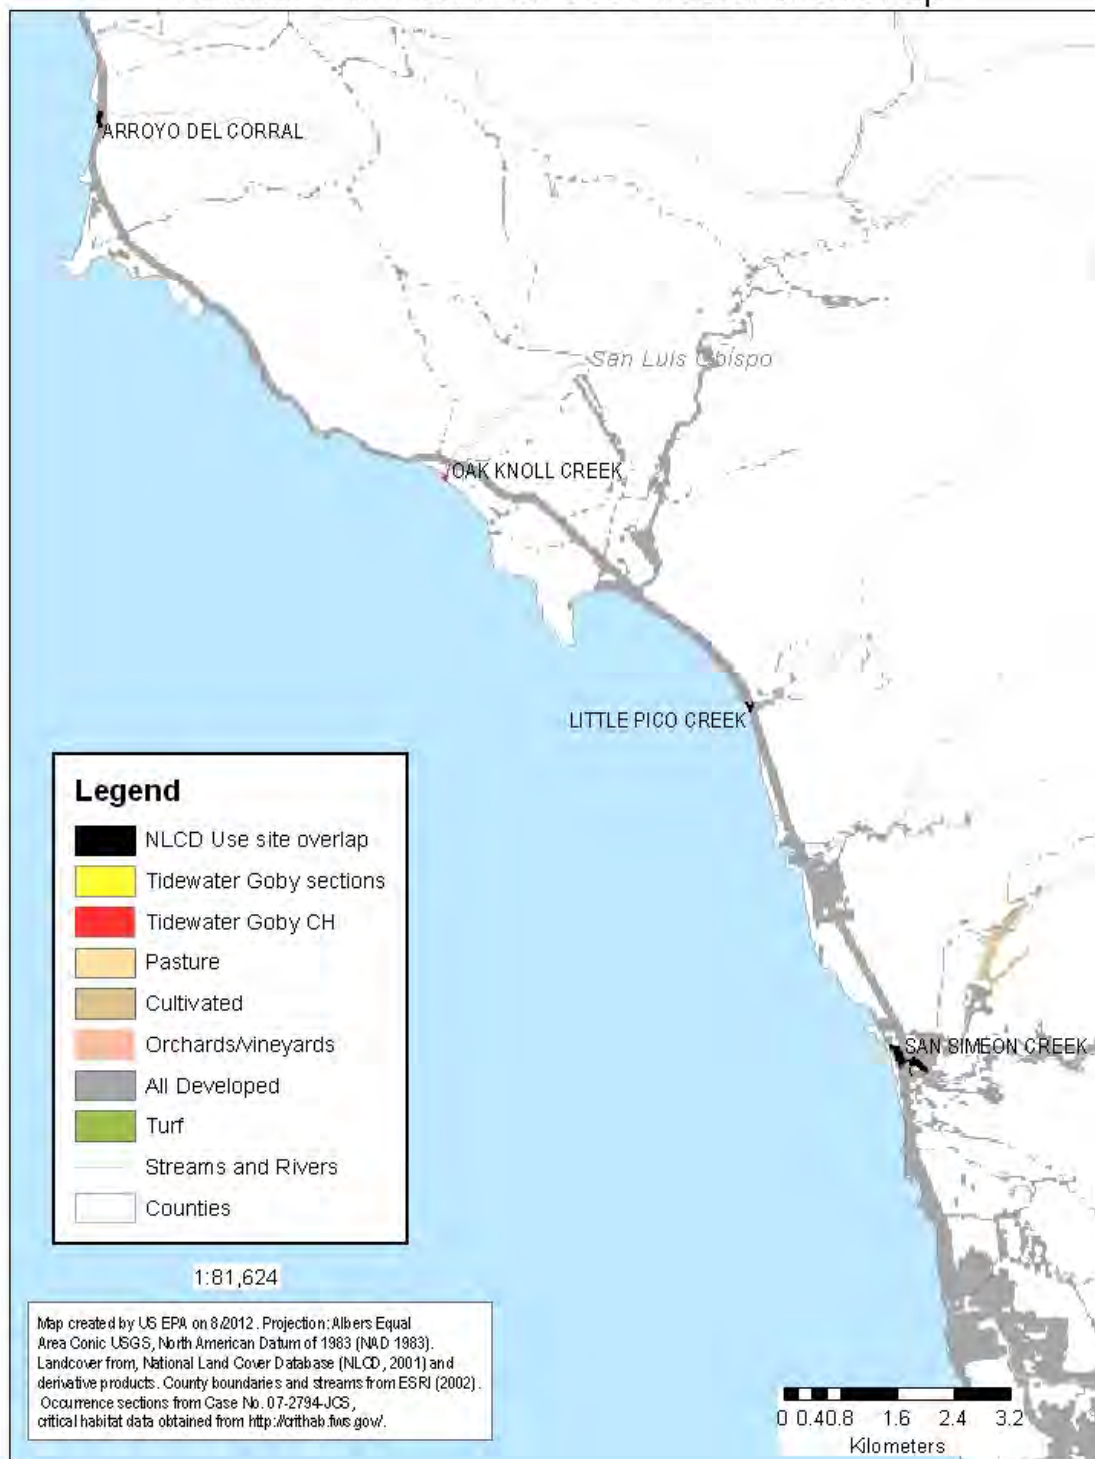 ARROYO DEL CORRAL
San Luis Obispo
OAK KNOLL CREEK
LITTLE PICO CREEK
SAN SIMEON CREEK
Legend
NLCD Use site overlap
Tidewater Goby sections
Tidewater Goby CH
Pasture
Cultivated
Orchards/vineyards
All Developed
Turf
Streams and Rivers
Counties
1:81,624
Map created by US EPA on 8/2012. Projection: Albers Equal
Area Conic USGS, North American Datum of 1983 (NAD 1983).
Landcover from, National Land Cover Database (NLCD, 2001) and
derivative products. County boundaries and streams from ESRI (2002).
Occurrence sections from Case No. 07-2794-JCS,
critical habitat data obtained from http://crithab.fws.gov/.
0 0.40.8 1.6 2.4 3.2
Kilometers